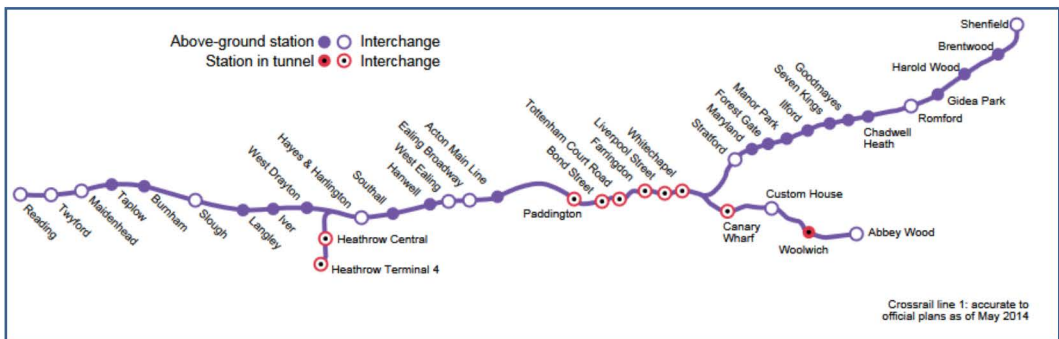 Above-ground station Interchange
Station in tunnel Interchange
Reading
Twyford
Maidenhead
Taplow
Burnham
Slough
Langley
Iver
West Drayton
Heathrow Central
Heathrow Terminal 4
Hayes & Harlington
Southall
Hanwell
West Ealing
Ealing Broadway
Acton Main Line
Paddington
Bond Street
Tottenham Court Road
Farringdon
Liverpool Street
Whitechapel
Stratford
Maryland
Forest Gate
Manor Park
Ilford
Seven Kings
Goodmayes
Chadwell
Heath
Romford
Gidea Park
Harold Wood
Brentwood
Shenfield
Canary
Wharf
Custom House
Woolwich
Abbey Wood
Crossrail line 1: accurate to
official plans as of May 2014